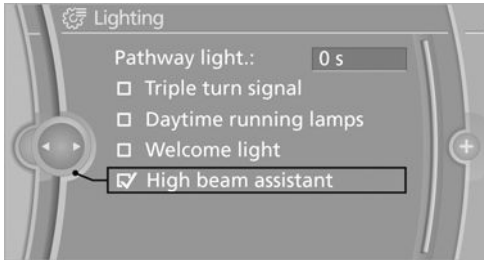 Lighting
Pathway light.: 0 s
Triple turn signal
Daytime running lamps
Welcome light
High beam assistant